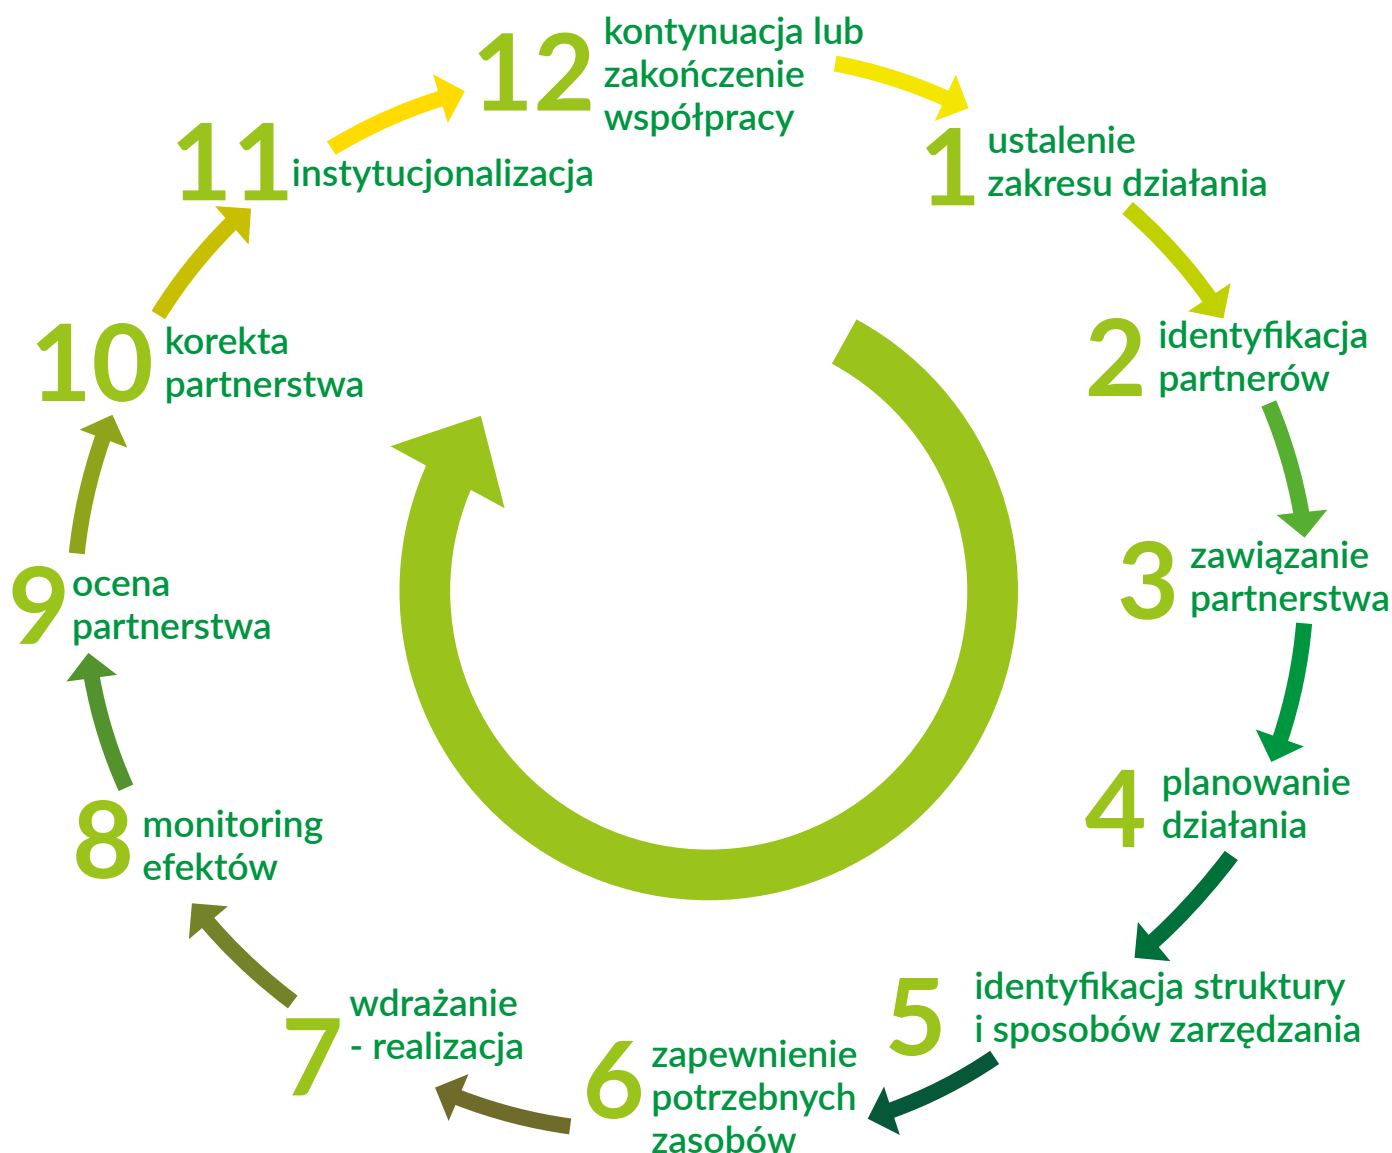 12 kontynuacja lub
zakończenie
współpracy
1 ustalenie
zakresu działania
2 identyfikacja
partnerów
3 zawiązanie
partnerstwa
4 planowanie
działania
5 identyfikacja struktury
i sposobów zarzędzania
6 zapewnienie
potrzebnych
zasobów
7 wdrażanie
- realizacja
8 monitoring
efektów
9 ocena
partnerstwa
10 korekta
partnerstwa
11 instytucjonalizacja